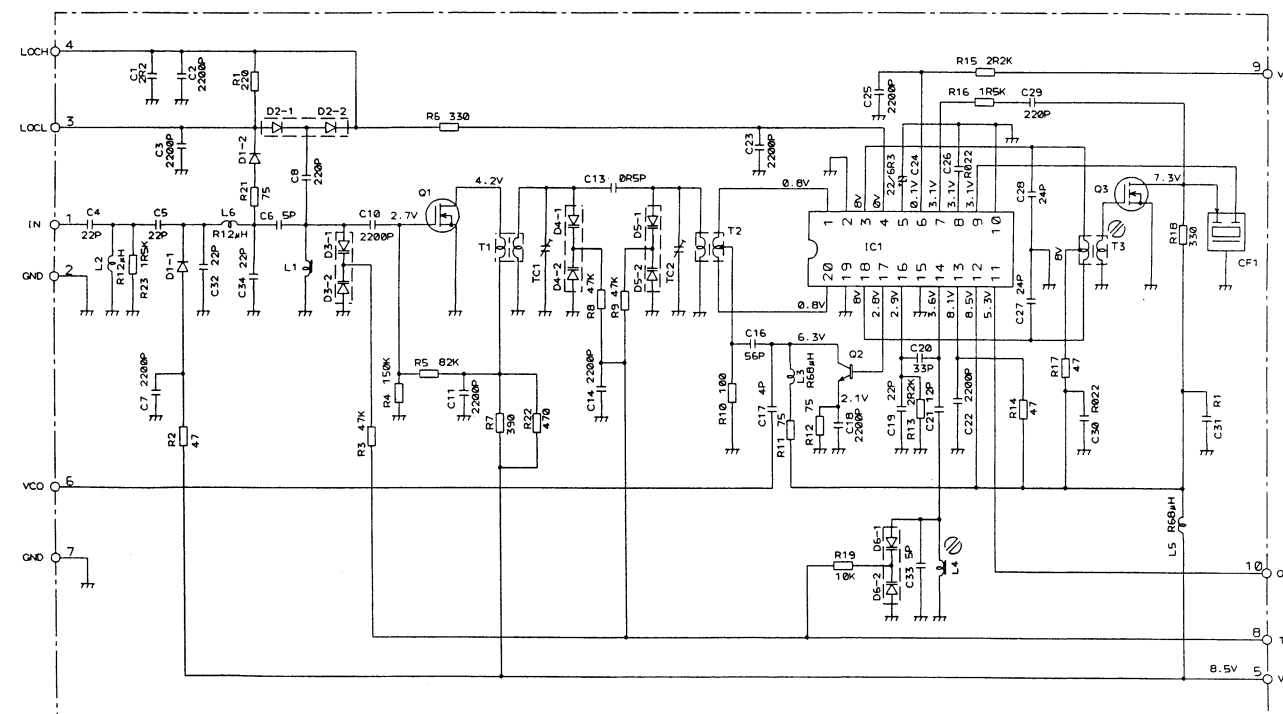 LOCH 4
LOCL 3
IN 1
GND 2
VCO 6
GND 7
9 V
10
8 T
5 V
8.5V
C1 2R2
C2 2200P
R1 220
D2-1
D2-2
C3 2200P
D1-2
R21 75
C8 220P
R6 330
C4 22P
C5 22P
L6 R12µH
C6 5P
C10 2200P
2.7V
Q1
4.2V
L2 R12µH
R23 1R5K
D1-1
C32 22P
C34 22P
L1
D3-1
D3-2
C7 2200P
R2 47
R3 47K
R4 150K
R5 82K
C11 2200P
R7 390
R22 470
T1
TC1
D4-1
D4-2
C13 0R5P
R8 47K
R9 47K
C14 2200P
D5-1
D5-2
TC2
T2
C23 2200P
0.8V
0.8V
C25 2200P
R15 2R2K
R16 1R5K
C29 220P
22/6R3
C24
C26 R022
8V
0V
0.1V
3.1V
3.1V
3.1V
1 2 3 4 5 6 7 8 9 10
IC1
20 19 18 17 16 15 14 13 12 11
8V
2.8V
2.9V
3.6V
8.1V
8.5V
5.3V
C28 24P
C27 24P
8V
T3
Q3
7.3V
R18 330
CF1
C16 56P
6.3V
L3 R68µH
Q2
2.1V
R10 100
C17 4P
R11 75
R12 75
C18 2200P
C19 22P
R13 2R2K
C20 33P
C21 12P
C22 2200P
R14 47
R17 47
C30 R022
C31 R1
L5 R68µH
R19 10K
D6-1
D6-2
C33 5P
L4